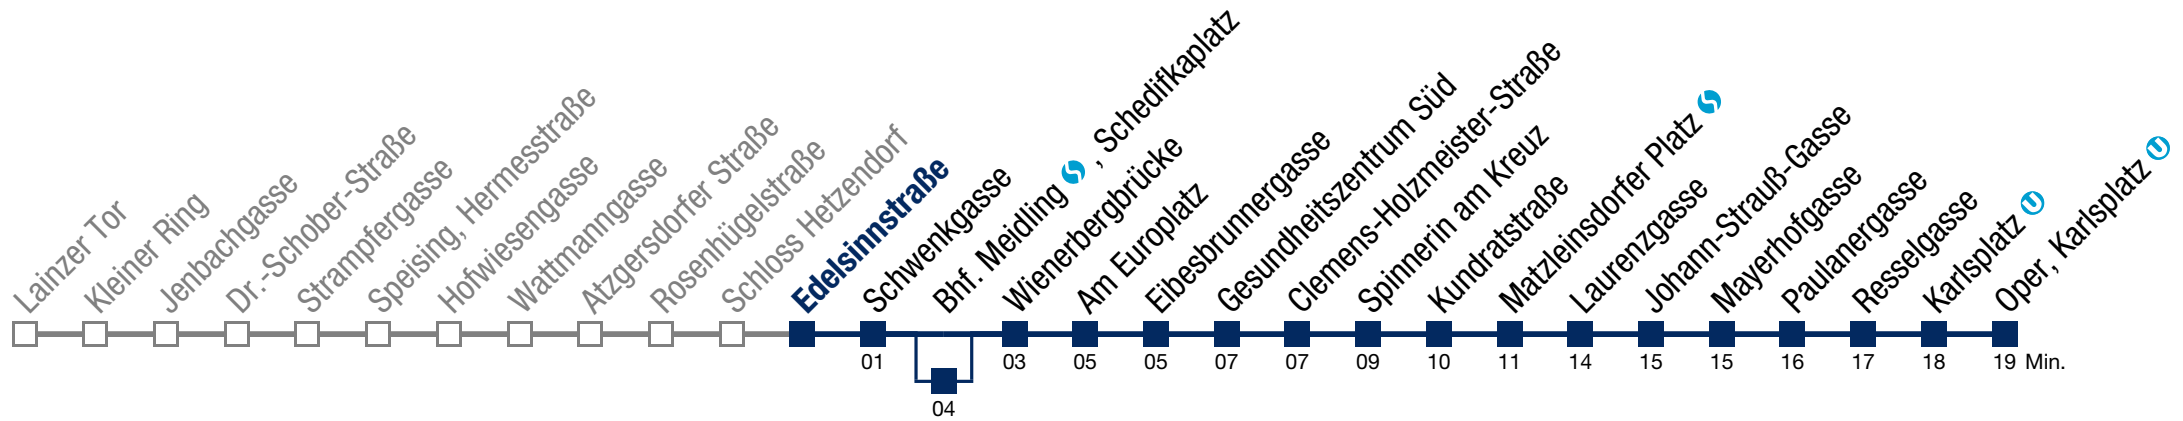 Lainzer Tor
Kleiner Ring
Jenbachgasse
Dr.-Schober-Straße
Strampfergasse
Speising, Hermesstraße
Hofwiesengasse
Wattmanngasse
Atzgersdorfer Straße
Rosenhügelstraße
Schloss Hetzendorf
Edelsinnstraße
Schwenkgasse
Bhf. Meidling S, Schedifkaplatz
Wienerbergbrücke
Am Europlatz
Eibesbrunnergasse
Gesundheitszentrum Süd
Clemens-Holzmeister-Straße
Spinnerin am Kreuz
Kundratstraße
Matzleinsdorfer Platz S
Laurenzgasse
Johann-Strauß-Gasse
Mayerhofgasse
Paulanergasse
Resselgasse
Karlsplatz U
Oper, Karlsplatz U
01 03 05 05 07 07 09 10 11 14 15 15 16 17 18 19 Min.
04